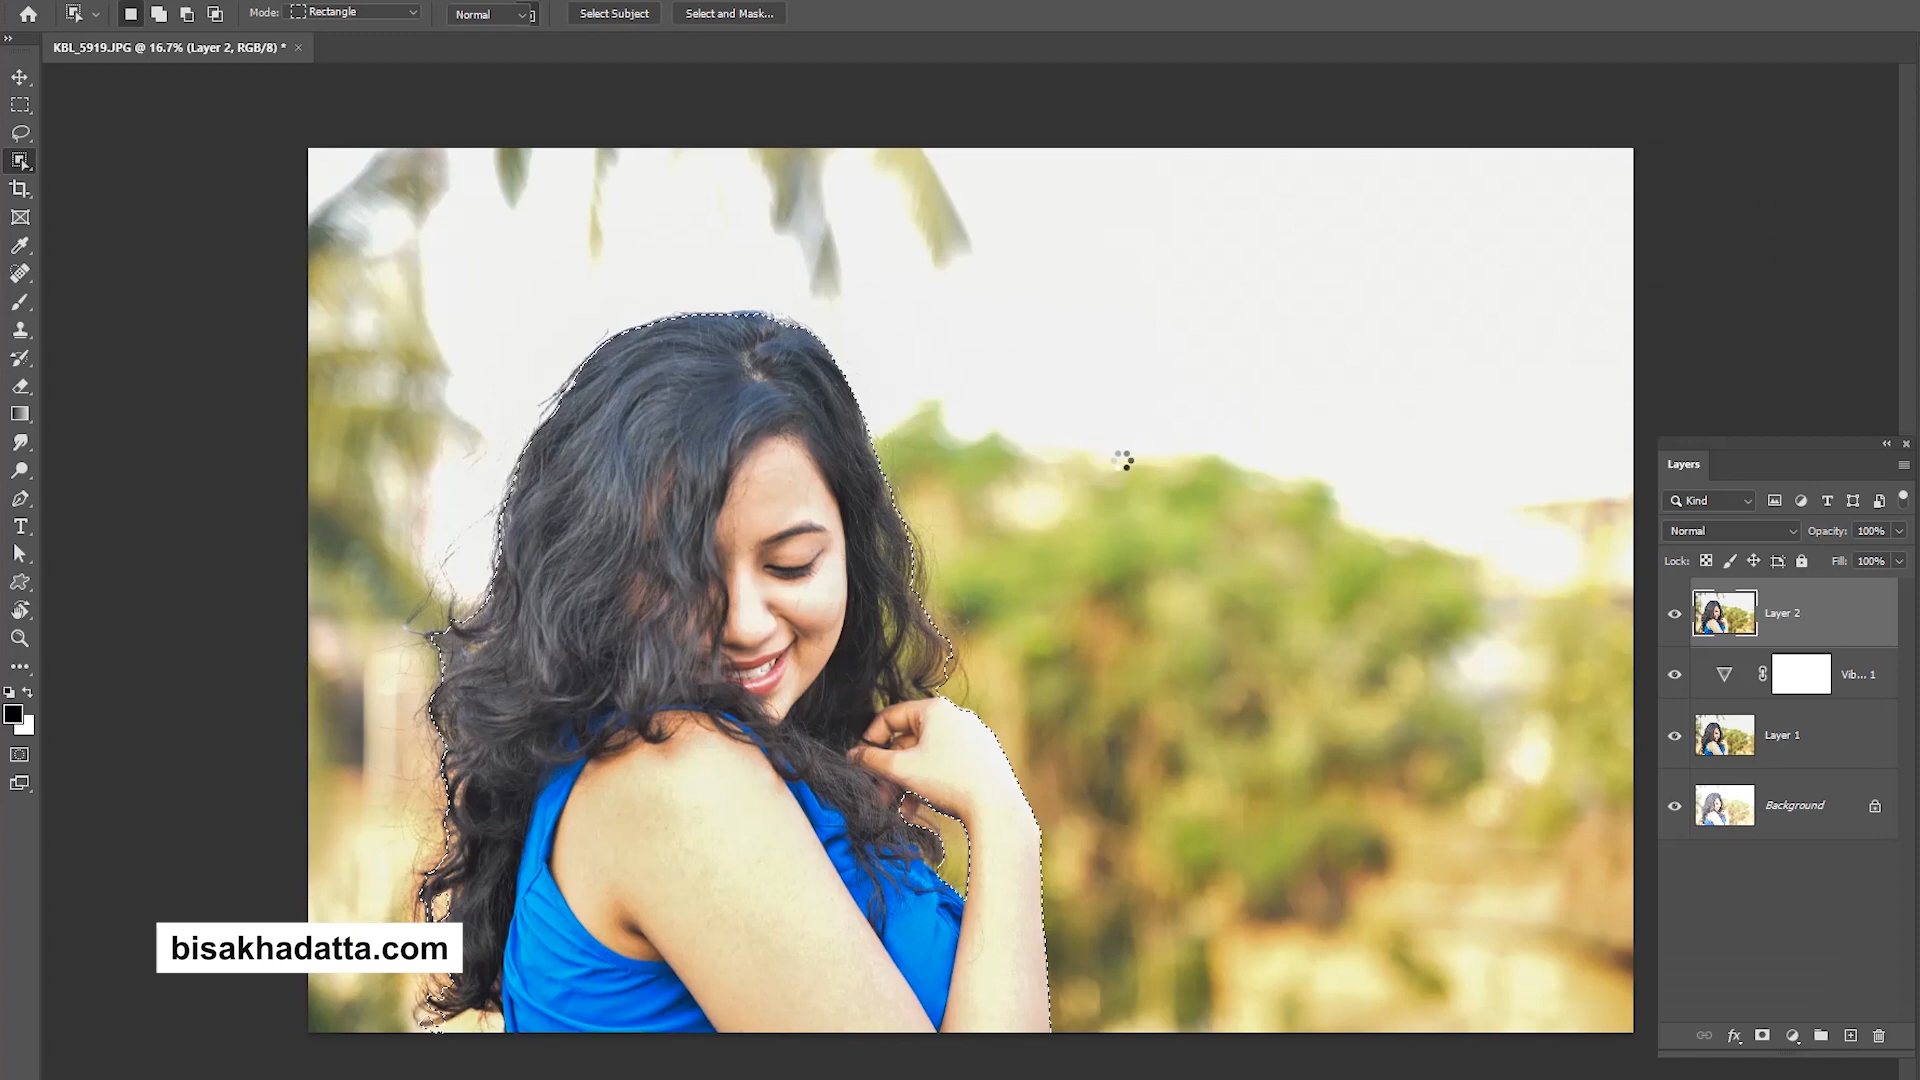 Mode: Rectangle Normal Select Subject Select and Mask...
KBL_5919.JPG @ 16.7% (Layer 2, RGB/8) * ×
Layers
Kind
Normal Opacity: 100%
Lock: Fill: 100%
Layer 2
Vib... 1
Layer 1
Background
bisakhadatta.com